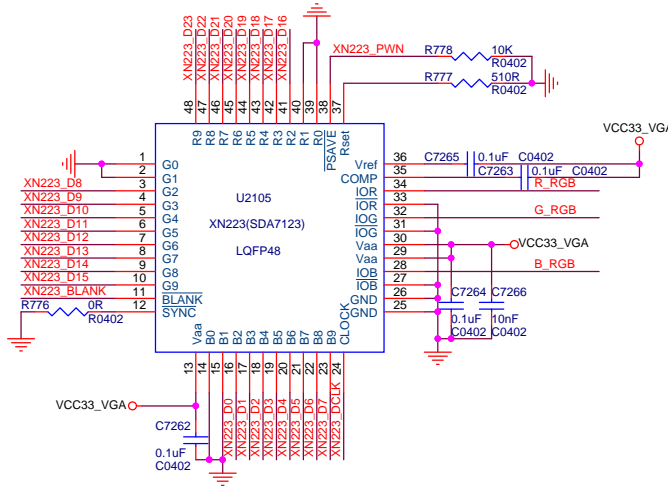 XN223_D23
XN223_D22
XN223_D21
XN223_D20
XN223_D19
XN223_D18
XN223_D17
XN223_D16
XN223_PWN
R778
10K
R0402
R777
510R
R0402
48
47
46
45
44
43
42
41
40
39
38
37
R9
R8
R7
R6
R5
R4
R3
R2
R1
R0
PSAVE
Rset
VCC33_VGA
1 G0
2 G1
XN223_D8 3 G2
XN223_D9 4 G3
XN223_D10 5 G4
XN223_D11 6 G5
XN223_D12 7 G6
XN223_D13 8 G7
XN223_D14 9 G8
XN223_D15 10 G9
XN223_BLANK 11 BLANK
R776 0R 12 SYNC
R0402
U2105
XN223(SDA7123)
LQFP48
Vref 36 C7265 0.1uF C0402
COMP 35 C7263 0.1uF C0402
IOR 34 R_RGB
IOR 33
IOG 32 G_RGB
IOG 31
Vaa 30 VCC33_VGA
Vaa 29
IOB 28 B_RGB
IOB 27
GND 26
GND 25
C7264 C7266
0.1uF 10nF
C0402 C0402
Vaa
B0
B1
B2
B3
B4
B5
B6
B7
B8
B9
CLOCK
13
14
15
16
17
18
19
20
21
22
23
24
VCC33_VGA
C7262
0.1uF
C0402
XN223_D0
XN223_D1
XN223_D2
XN223_D3
XN223_D4
XN223_D5
XN223_D6
XN223_D7
XN223_DCLK